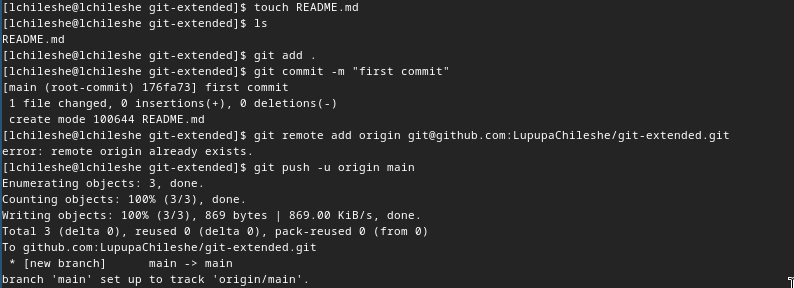 [lchileshe@lchileshe git-extended]$ touch README.md
[lchileshe@lchileshe git-extended]$ ls
README.md
[lchileshe@lchileshe git-extended]$ git add .
[lchileshe@lchileshe git-extended]$ git commit -m "first commit"
[main (root-commit) 176fa73] first commit
 1 file changed, 0 insertions(+), 0 deletions(-)
 create mode 100644 README.md
[lchileshe@lchileshe git-extended]$ git remote add origin git@github.com:LupupaChileshe/git-extended.git
error: remote origin already exists.
[lchileshe@lchileshe git-extended]$ git push -u origin main
Enumerating objects: 3, done.
Counting objects: 100% (3/3), done.
Writing objects: 100% (3/3), 869 bytes | 869.00 KiB/s, done.
Total 3 (delta 0), reused 0 (delta 0), pack-reused 0 (from 0)
To github.com:LupupaChileshe/git-extended.git
 * [new branch]      main -> main
branch 'main' set up to track 'origin/main'.